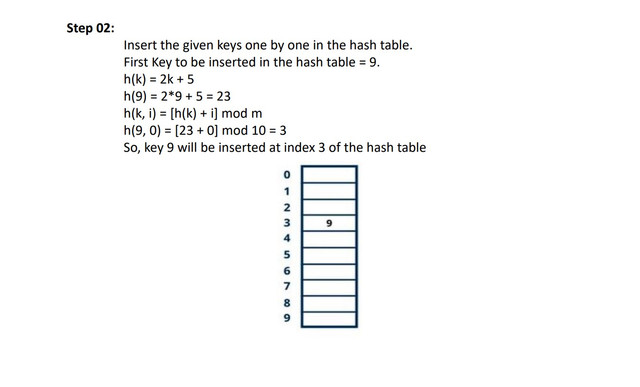 Step 02:
Insert the given keys one by one in the hash table.
First Key to be inserted in the hash table = 9.
h(k) = 2k + 5
h(9) = 2*9 + 5 = 23
h(k, i) = [h(k) + i] mod m
h(9, 0) = [23 + 0] mod 10 = 3
So, key 9 will be inserted at index 3 of the hash table
0
1
2
3 9
4
5
6
7
8
9